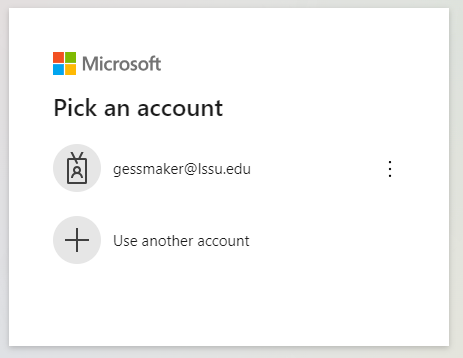 Microsoft
Pick an account
gessmaker@lssu.edu
Use another account